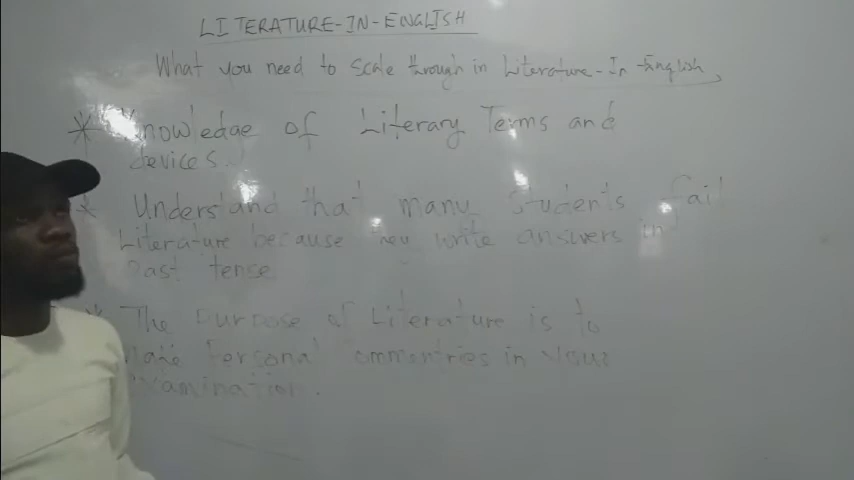 LITERATURE-IN-ENGLISH
What you need to scale through in Literature-In-English,
* Knowledge of Literary Terms and
devices.
* Understand that many students fail
Literature because they write answers in
Past tense
* The Purpose of Literature is to
make Personal Commentries in your
examination.